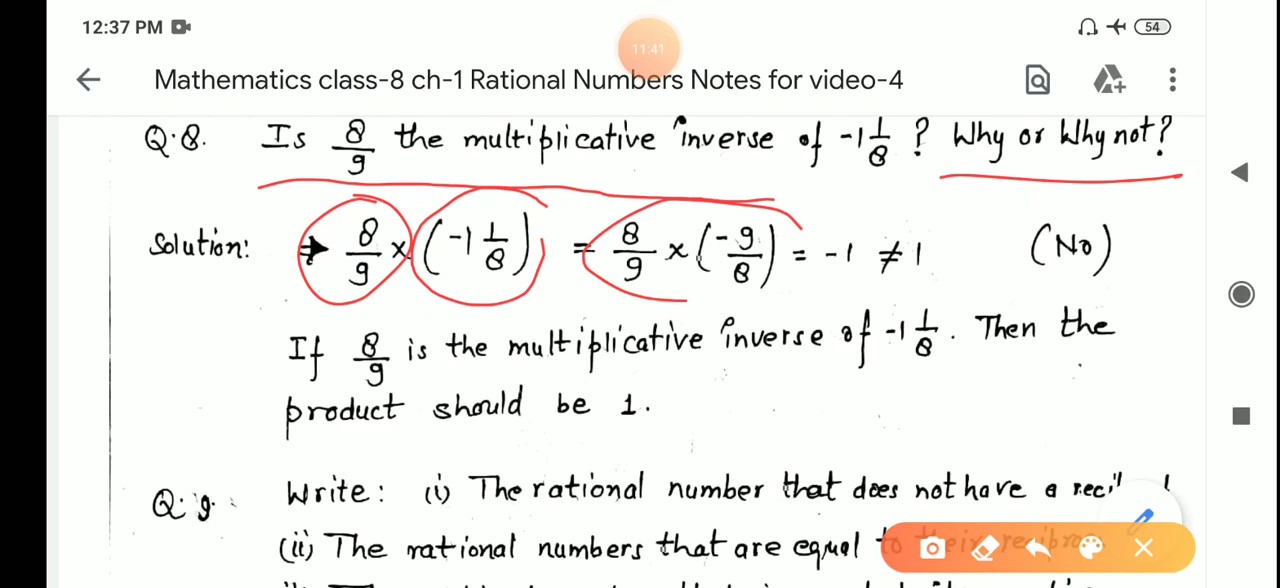 12:37 PM
11:41
54
Mathematics class-8 ch-1 Rational Numbers Notes for video-4
Q.8. Is 8/9 the multiplicative inverse of -1 1/8 ? Why or Why not?
Solution: → 8/9 × (-1 1/8) = 8/9 × (-9/8) = -1 ≠ 1 (No)
If 8/9 is the multiplicative inverse of -1 1/8. Then the
product should be 1.
Q.9. Write: (i) The rational number that does not have a
(ii) The rational numbers that are equal to their